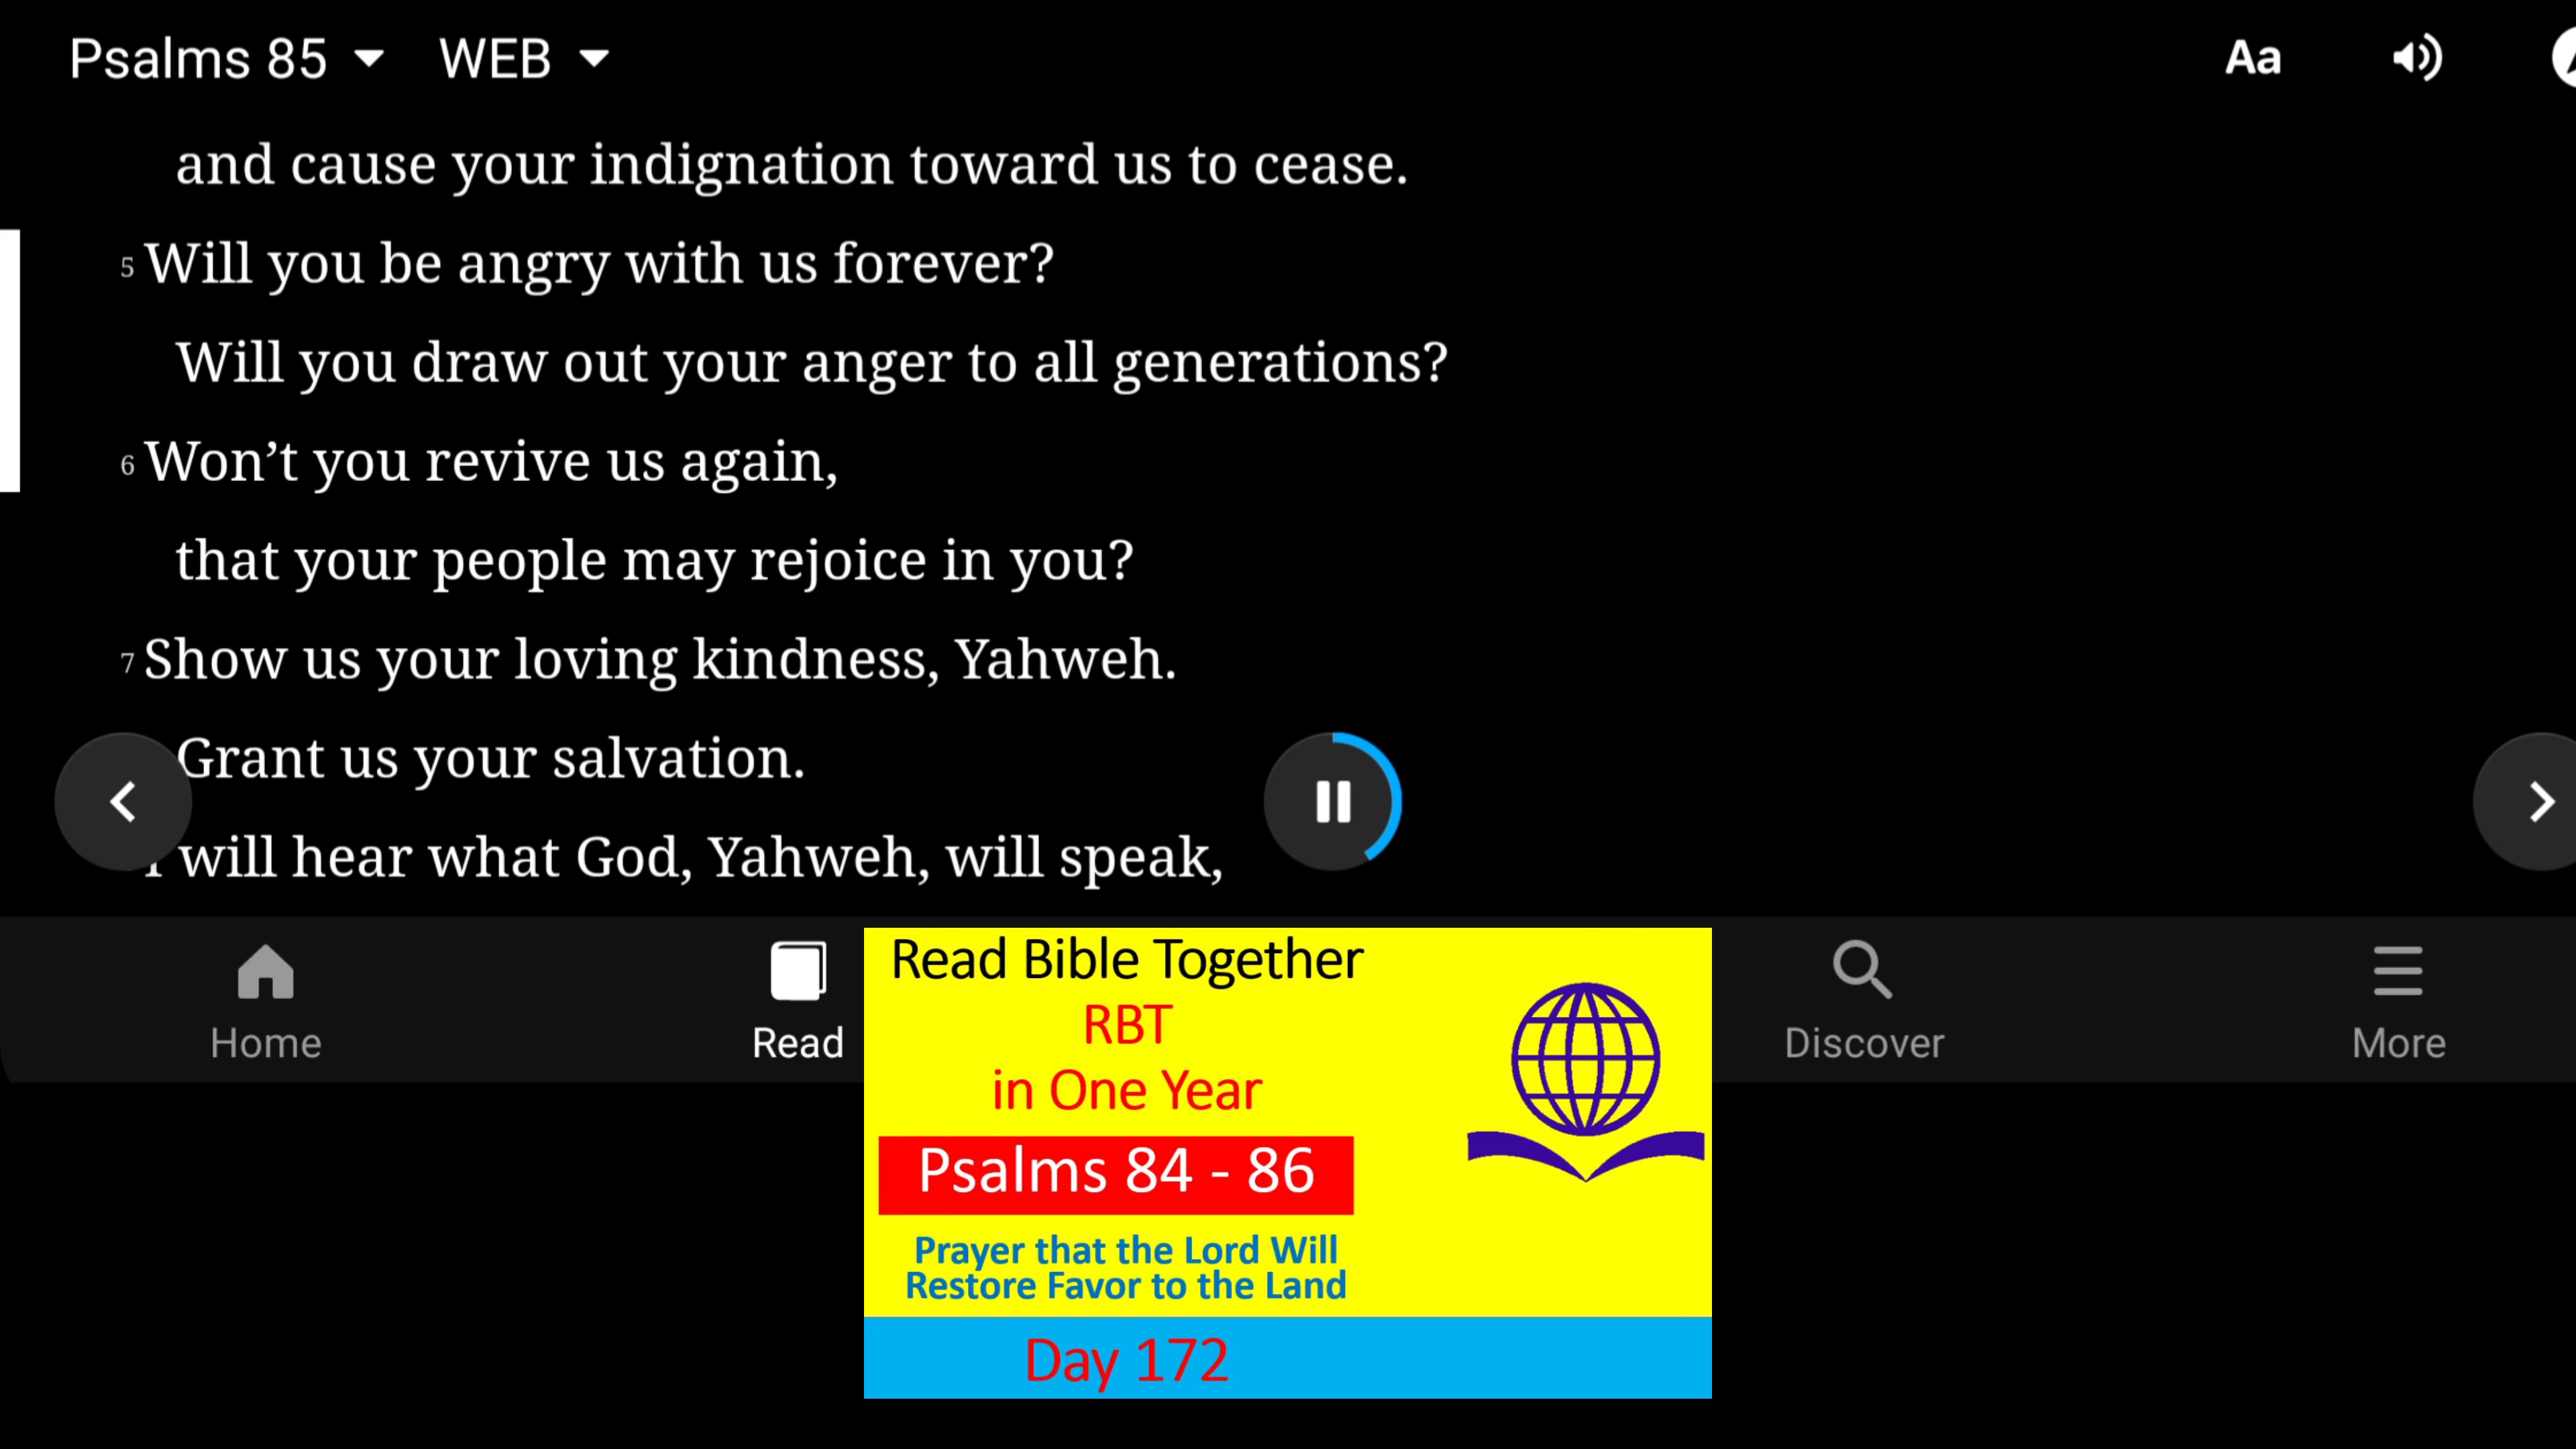 Psalms 85 WEB Aa
and cause your indignation toward us to cease.
5 Will you be angry with us forever?
Will you draw out your anger to all generations?
6 Won’t you revive us again,
that your people may rejoice in you?
7 Show us your loving kindness, Yahweh.
Grant us your salvation.
I will hear what God, Yahweh, will speak,
Home Read Discover More
Read Bible Together
RBT
in One Year
Psalms 84 - 86
Prayer that the Lord Will
Restore Favor to the Land
Day 172